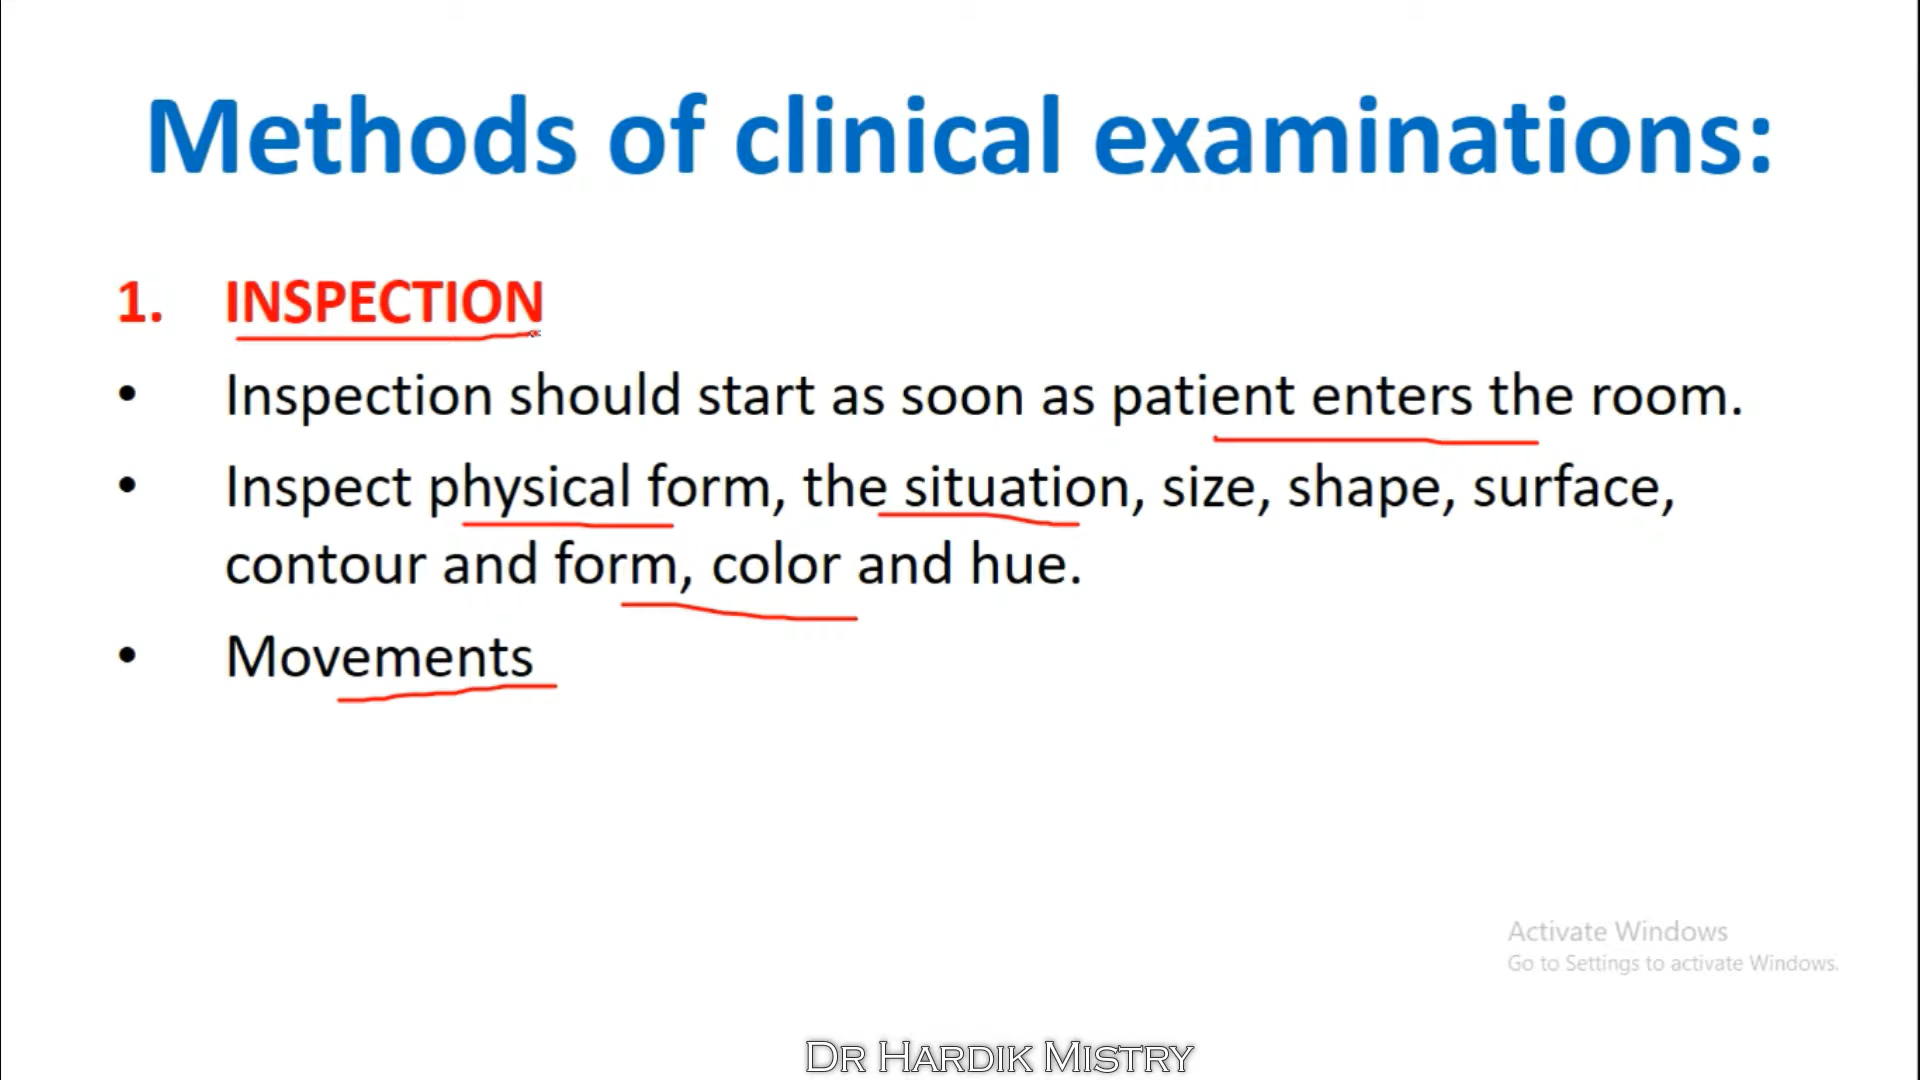 Methods of clinical examinations:
1. INSPECTION
• Inspection should start as soon as patient enters the room.
• Inspect physical form, the situation, size, shape, surface,
contour and form, color and hue.
• Movements
Activate Windows
Go to Settings to activate Windows.
DR HARDIK MISTRY